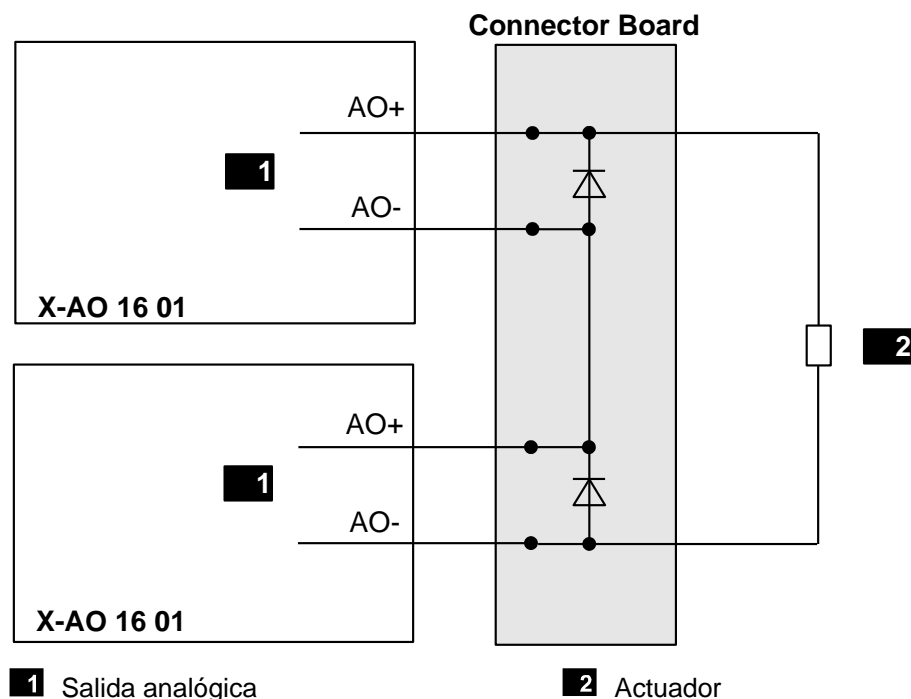 Connector Board
AO+
1
AO-
X-AO 16 01
2
AO+
1
AO-
X-AO 16 01
1 Salida analógica
2 Actuador